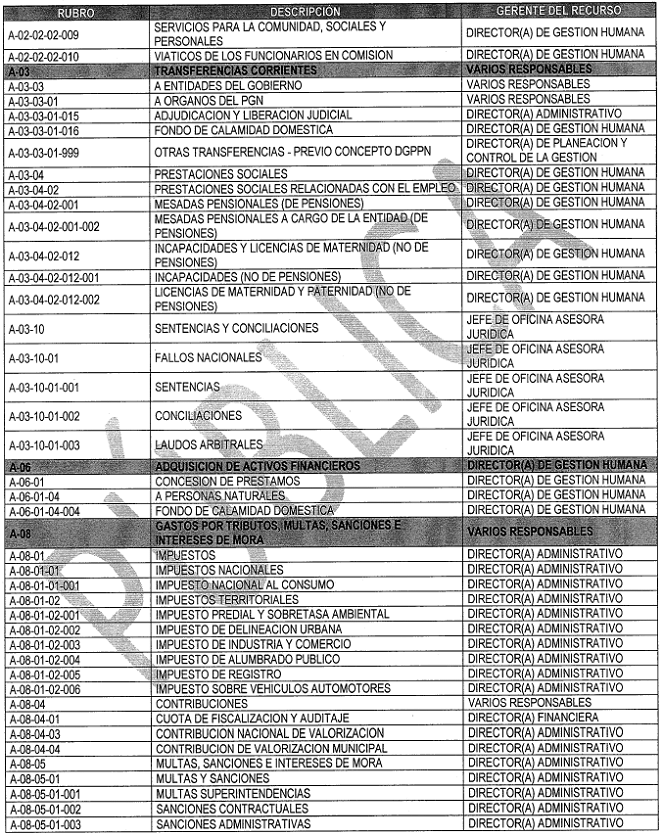 RUBRO DESCRIPCIÓN GERENTE DEL RECURSO
A-02-02-02-009 SERVICIOS PARA LA COMUNIDAD, SOCIALES Y PERSONALES DIRECTOR(A) DE GESTION HUMANA
A-02-02-02-010 VIATICOS DE LOS FUNCIONARIOS EN COMISIÓN DIRECTOR(A) DE GESTION HUMANA
A-03 TRANSFERENCIAS CORRIENTES VARIOS RESPONSABLES
A-03-03 A ENTIDADES DEL GOBIERNO VARIOS RESPONSABLES
A-03-03-01 A ORGANOS DEL PGN VARIOS RESPONSABLES
A-03-03-01-015 ADJUDICACION Y LIBERACION JUDICIAL DIRECTOR(A) ADMINISTRATIVO
A-03-03-01-016 FONDO DE CALAMIDAD DOMESTICA DIRECTOR(A) DE GESTION HUMANA
A-03-03-01-999 OTRAS TRANSFERENCIAS - PREVIO CONCEPTO DGPPN DIRECTOR(A) DE PLANEACION Y CONTROL DE LA GESTION
A-03-04 PRESTACIONES SOCIALES DIRECTOR(A) DE GESTION HUMANA
A-03-04-02 PRESTACIONES SOCIALES RELACIONADAS CON EL EMPLEO DIRECTOR(A) DE GESTION HUMANA
A-03-04-02-001 MESADAS PENSIONALES (DE PENSIONES) DIRECTOR(A) DE GESTION HUMANA
A-03-04-02-001-002 MESADAS PENSIONALES A CARGO DE LA ENTIDAD (DE PENSIONES) DIRECTOR(A) DE GESTION HUMANA
A-03-04-02-012 INCAPACIDADES Y LICENCIAS DE MATERNIDAD (NO DE PENSIONES) DIRECTOR(A) DE GESTION HUMANA
A-03-04-02-012-001 INCAPACIDADES (NO DE PENSIONES) DIRECTOR(A) DE GESTION HUMANA
A-03-04-02-012-002 LICENCIAS DE MATERNIDAD Y PATERNIDAD (NO DE PENSIONES) DIRECTOR(A) DE GESTION HUMANA
A-03-10 SENTENCIAS Y CONCILIACIONES JEFE DE OFICINA ASESORA JURIDICA
A-03-10-01 FALLOS NACIONALES JEFE DE OFICINA ASESORA JURIDICA
A-03-10-01-001 SENTENCIAS JEFE DE OFICINA ASESORA JURIDICA
A-03-10-01-002 CONCILIACIONES JEFE DE OFICINA ASESORA JURIDICA
A-03-10-01-003 LAUDOS ARBITRALES JEFE DE OFICINA ASESORA JURIDICA
A-06 ADQUISICION DE ACTIVOS FINANCIEROS DIRECTOR(A) DE GESTION HUMANA
A-06-01 CONCESION DE PRESTAMOS DIRECTOR(A) DE GESTION HUMANA
A-06-01-04 A PERSONAS NATURALES DIRECTOR(A) DE GESTION HUMANA
A-06-01-04-004 FONDO DE CALAMIDAD DOMESTICA DIRECTOR(A) DE GESTION HUMANA
A-08 GASTOS POR TRIBUTOS, MULTAS, SANCIONES E INTERESES DE MORA VARIOS RESPONSABLES
A-08-01 IMPUESTOS DIRECTOR(A) ADMINISTRATIVO
A-08-01-01 IMPUESTOS NACIONALES DIRECTOR(A) ADMINISTRATIVO
A-08-01-01-001 IMPUESTO NACIONAL AL CONSUMO DIRECTOR(A) ADMINISTRATIVO
A-08-01-02 IMPUESTOS TERRITORIALES DIRECTOR(A) ADMINISTRATIVO
A-08-01-02-001 IMPUESTO PREDIAL Y SOBRETASA AMBIENTAL DIRECTOR(A) ADMINISTRATIVO
A-08-01-02-002 IMPUESTO DE DELINEACION URBANA DIRECTOR(A) ADMINISTRATIVO
A-08-01-02-003 IMPUESTO DE INDUSTRIA Y COMERCIO DIRECTOR(A) ADMINISTRATIVO
A-08-01-02-004 IMPUESTO DE ALUMBRADO PUBLICO DIRECTOR(A) ADMINISTRATIVO
A-08-01-02-005 IMPUESTO DE REGISTRO DIRECTOR(A) ADMINISTRATIVO
A-08-01-02-006 IMPUESTO SOBRE VEHICULOS AUTOMOTORES DIRECTOR(A) ADMINISTRATIVO
A-08-04 CONTRIBUCIONES VARIOS RESPONSABLES
A-08-04-01 CUOTA DE FISCALIZACION Y AUDITAJE DIRECTOR(A) FINANCIERA
A-08-04-03 CONTRIBUCION NACIONAL DE VALORIZACION DIRECTOR(A) ADMINISTRATIVO
A-08-04-04 CONTRIBUCION DE VALORIZACION MUNICIPAL DIRECTOR(A) ADMINISTRATIVO
A-08-05 MULTAS, SANCIONES E INTERESES DE MORA DIRECTOR(A) ADMINISTRATIVO
A-08-05-01 MULTAS Y SANCIONES DIRECTOR(A) ADMINISTRATIVO
A-08-05-01-001 MULTAS SUPERINTENDENCIAS DIRECTOR(A) ADMINISTRATIVO
A-08-05-01-002 SANCIONES CONTRACTUALES DIRECTOR(A) ADMINISTRATIVO
A-08-05-01-003 SANCIONES ADMINISTRATIVAS DIRECTOR(A) ADMINISTRATIVO
PÚBLICA